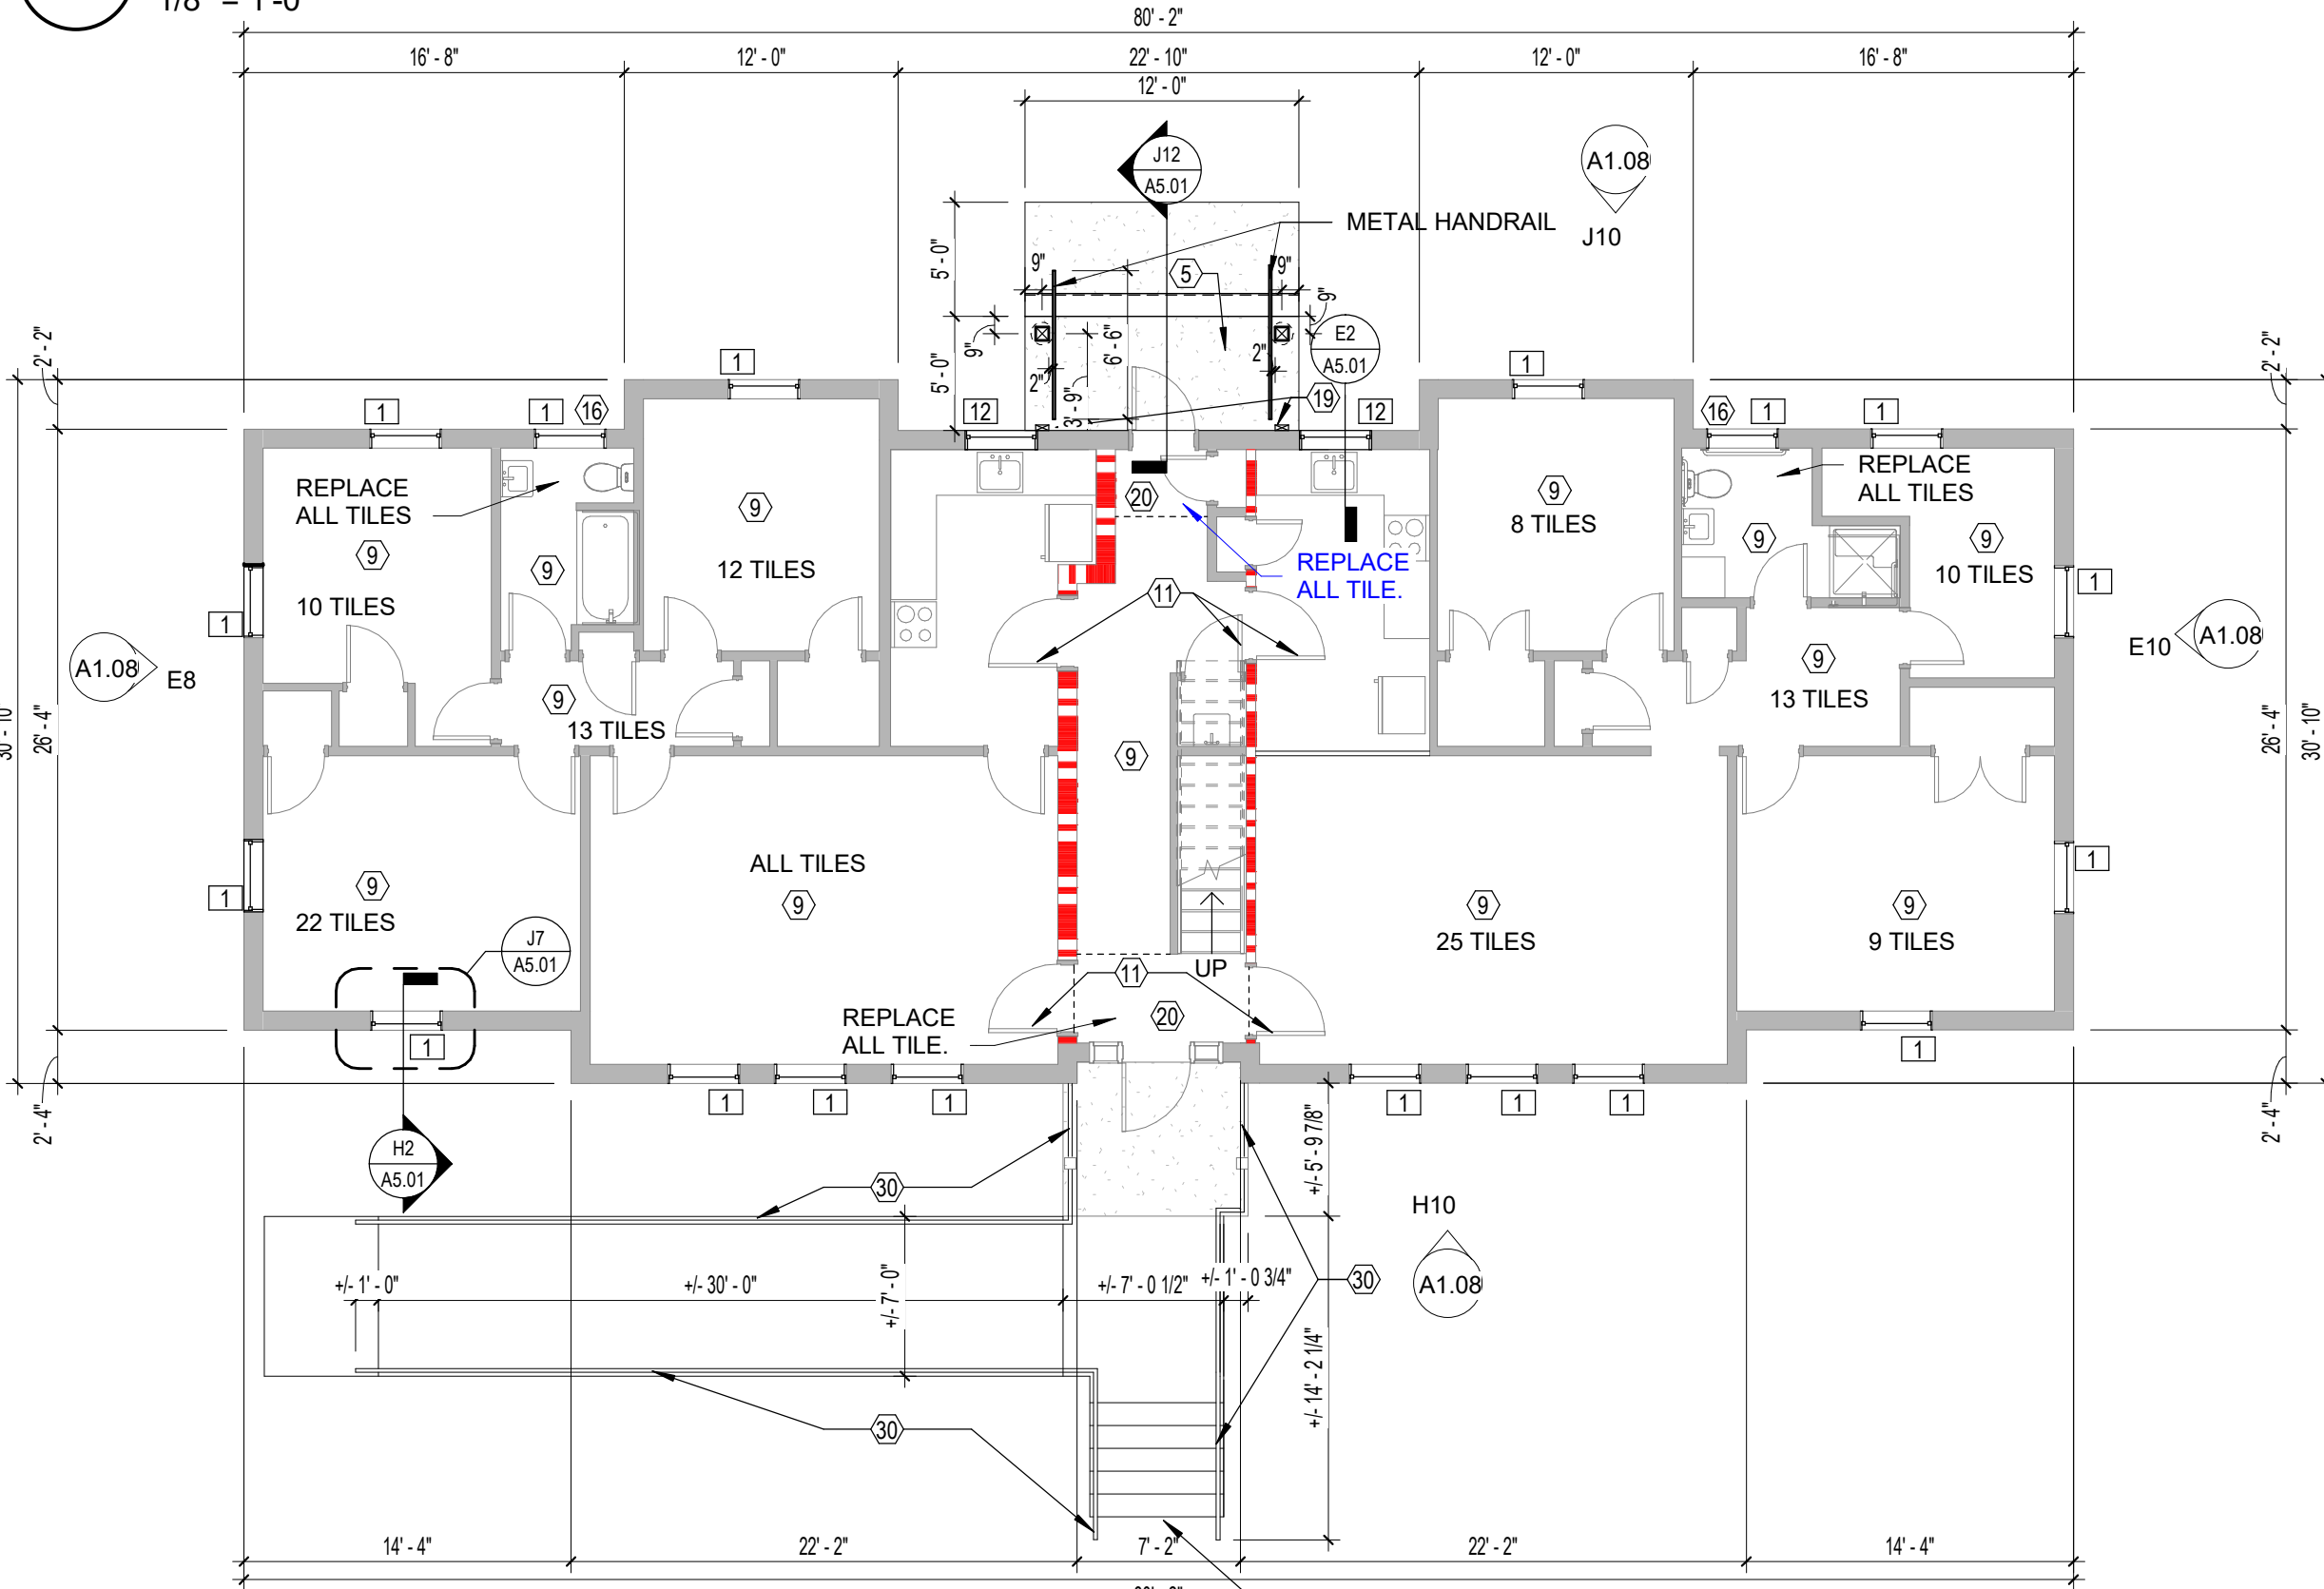 1/8" = 1'-0"
80' - 2"
16' - 8"
12' - 0"
22' - 10"
12' - 0"
16' - 8"
12' - 0"
J12
A5.01
A1.08
J10
METAL HANDRAIL
5' - 0"
9"
5
9"
9"
9"
E2
A5.01
2' - 2"
2' - 2"
5' - 0"
6' - 6"
2"
2"
3' - 9"
19
1
1
1
1
16
12
12
16
1
1
REPLACE
ALL TILES
9
9
12 TILES
9
10 TILES
20
REPLACE
ALL TILE.
9
8 TILES
REPLACE
ALL TILES
9
9
10 TILES
1
1
11
A1.08
E8
E10
A1.08
9
13 TILES
9
13 TILES
30' - 10"
26' - 4"
26' - 4"
30' - 10"
9
ALL TILES
9
9
22 TILES
1
J7
A5.01
9
25 TILES
9
9 TILES
1
UP
11
REPLACE
ALL TILE.
20
1
1
1
1
1
1
1
1
2' - 4"
2' - 4"
H2
A5.01
30
+/- 5' - 9 7/8"
H10
A1.08
+/- 1' - 0"
+/- 30' - 0"
+/- 7' - 0"
+/- 7' - 0 1/2"
+/- 1' - 0 3/4"
30
+/- 14' - 2 1/4"
30
14' - 4"
22' - 2"
7' - 2"
22' - 2"
14' - 4"